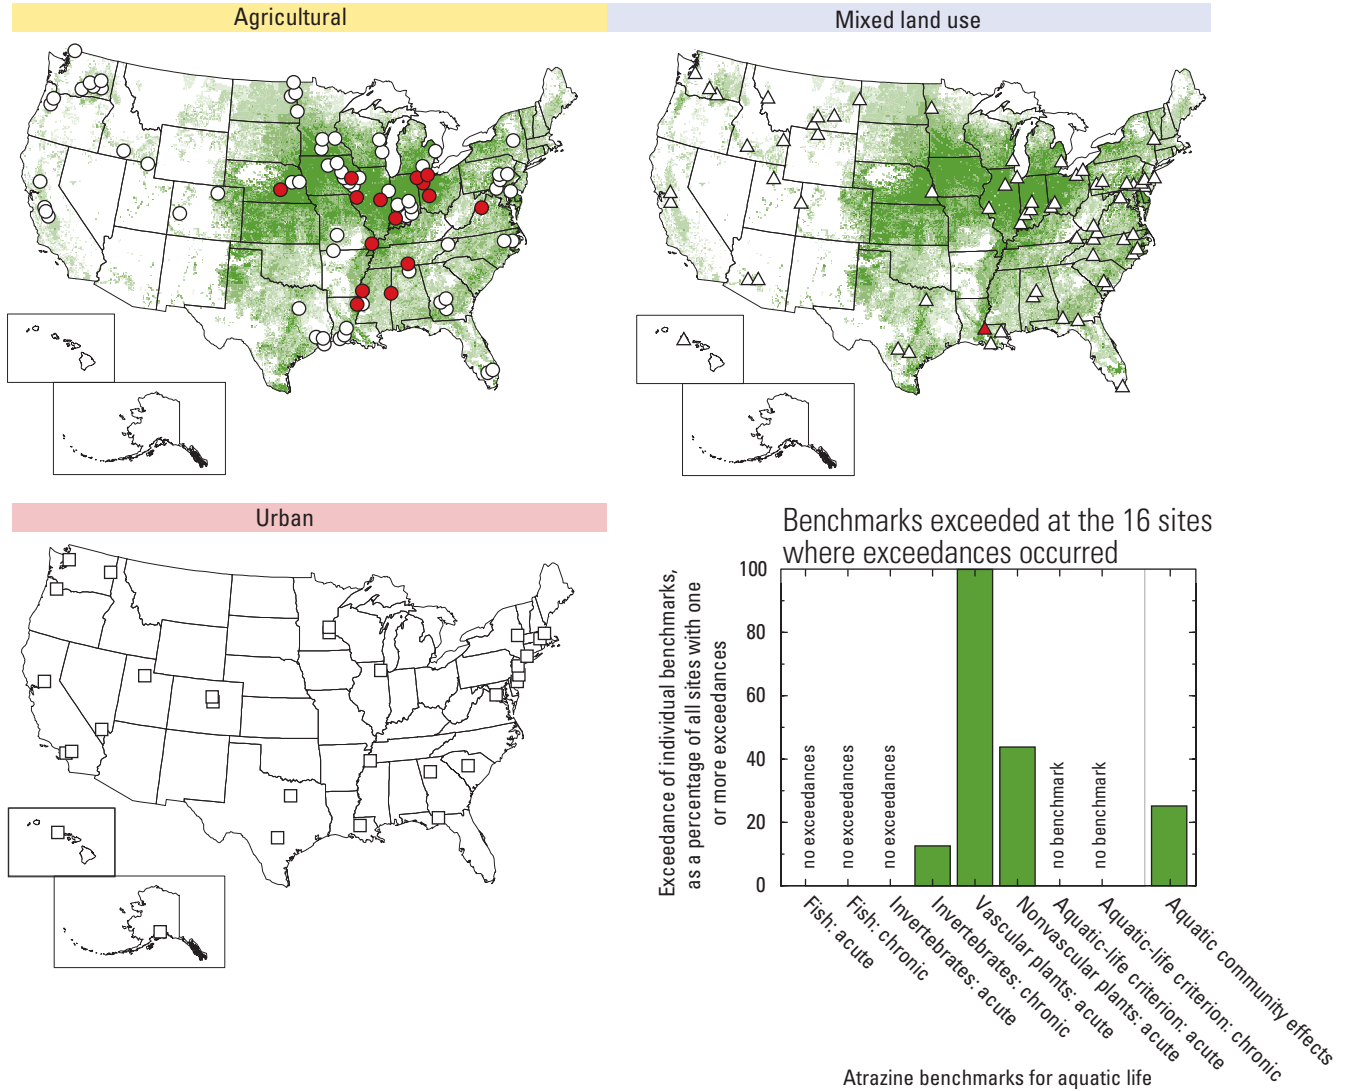 Agricultural
Mixed land use
Urban
Benchmarks exceeded at the 16 sites
where exceedances occurred
Exceedance of individual benchmarks,
as a percentage of all sites with one
or more exceedances
100
80
60
40
20
0
no exceedances
no exceedances
no exceedances
no benchmark
no benchmark
Fish: acute
Fish: chronic
Invertebrates: acute
Invertebrates: chronic
Vascular plants: acute
Nonvascular plants: acute
Aquatic-life criterion: acute
Aquatic-life criterion: chronic
Aquatic community effects
Atrazine benchmarks for aquatic life